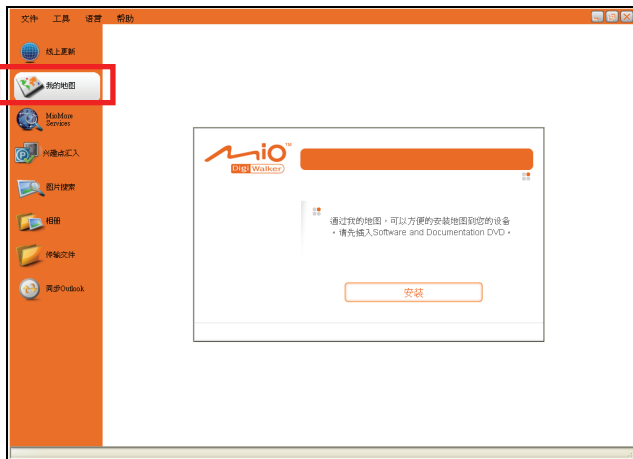 文件 工具 语言 帮助
线上更新
我的地图
MioMore
Services
兴趣点汇入
图片搜索
相册
传输文件
同步Outlook
Mio™
Digi Walker
通过我的地图，可以方便的安装地图到您的设备
。请先插入Software and Documentation DVD。
安装